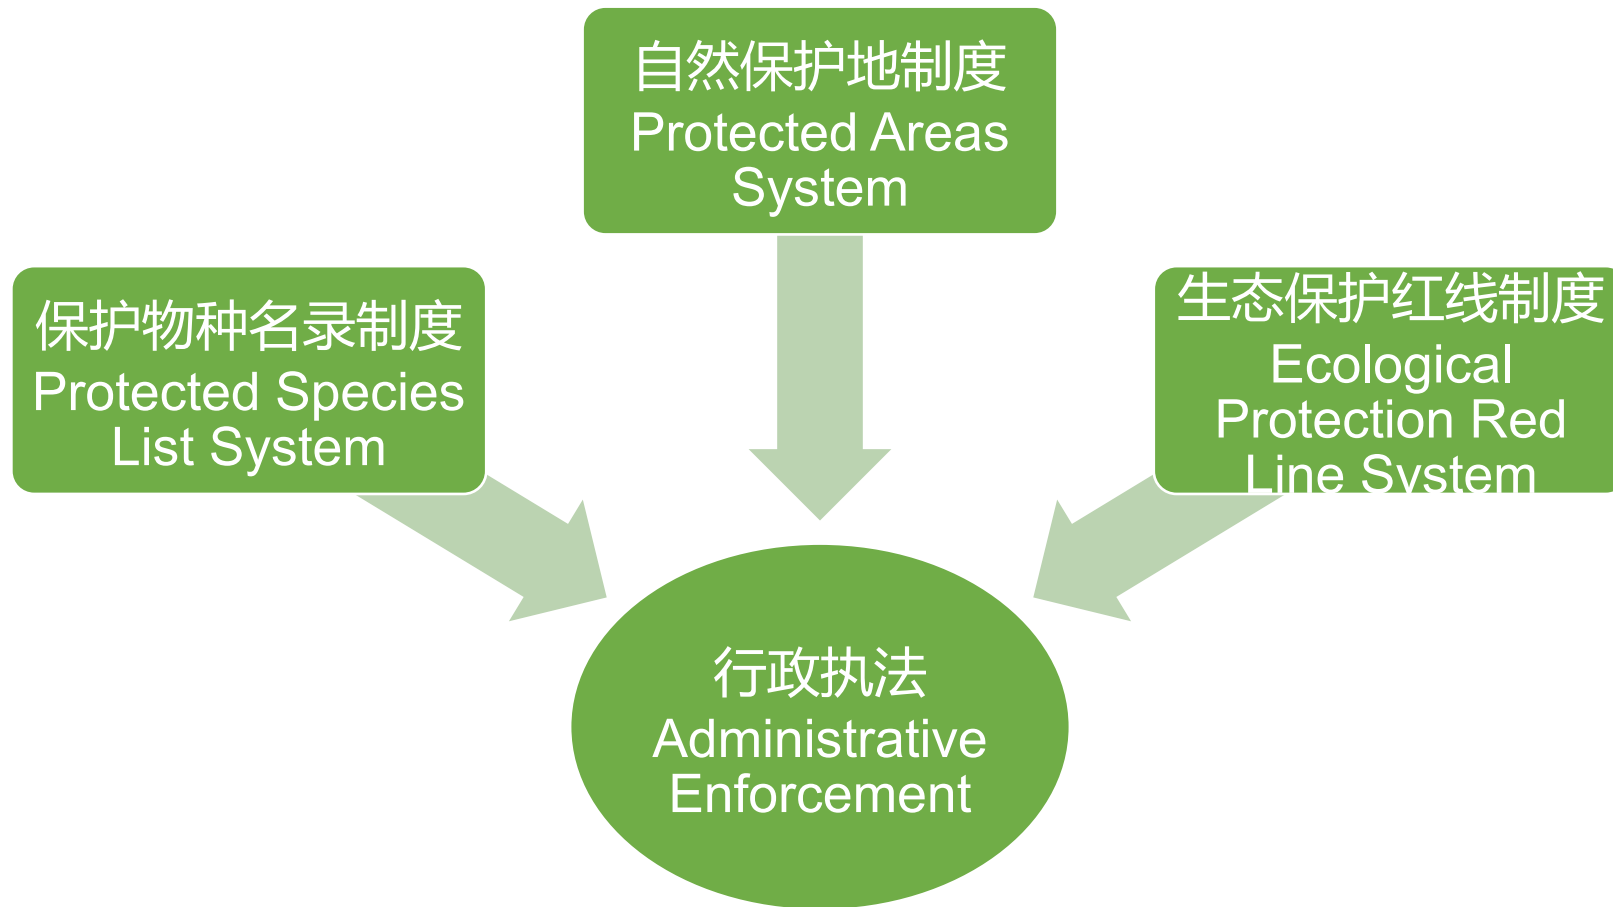 自然保护地制度
Protected Areas
System
保护物种名录制度
Protected Species
List System
生态保护红线制度
Ecological
Protection Red
Line System
行政执法
Administrative
Enforcement